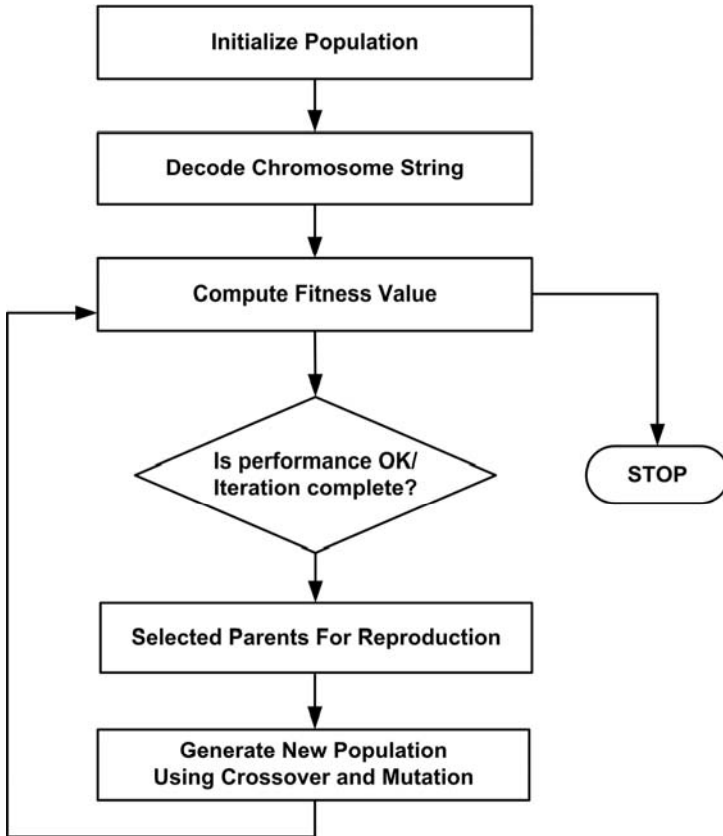 Initialize Population
Decode Chromosome String
Compute Fitness Value
Is performance OK/
Iteration complete?
STOP
Selected Parents For Reproduction
Generate New Population
Using Crossover and Mutation